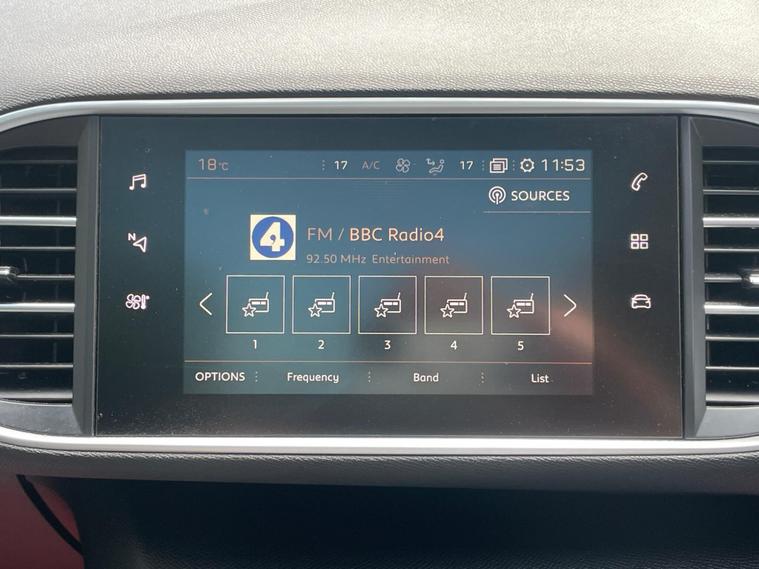 18°C 17 A/C 17 11:53
SOURCES
N
4 FM / BBC Radio4
92.50 MHz Entertainment
1 2 3 4 5
OPTIONS Frequency Band List